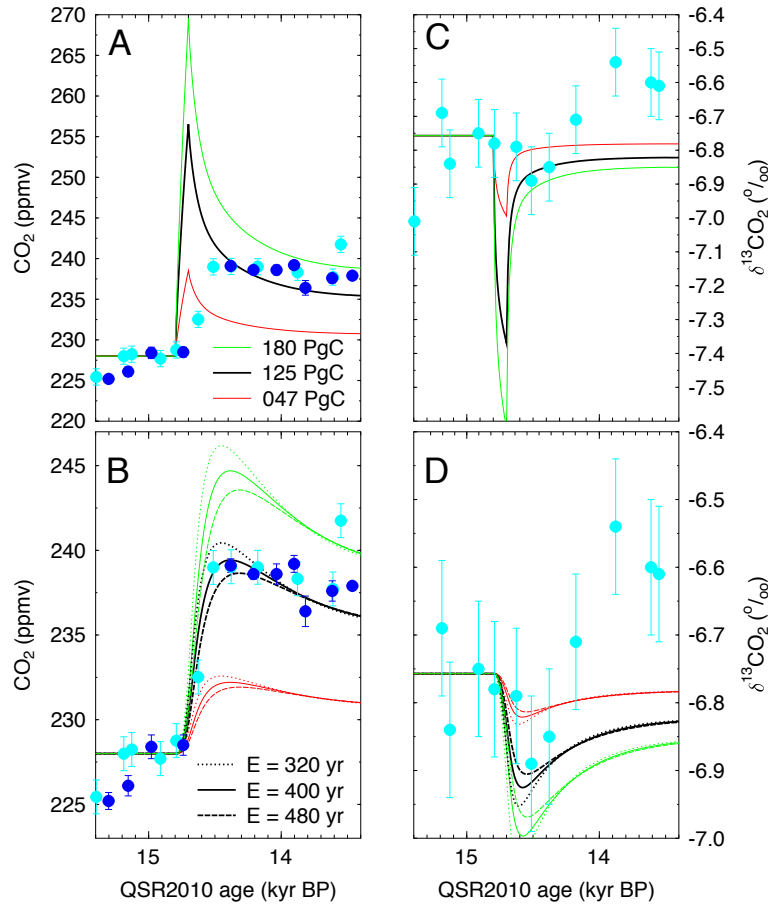 A
270
265
260
255
250
245
240
235
230
225
220
CO2 (ppmv)
180 PgC
125 PgC
047 PgC
C
-6.4
-6.5
-6.6
-6.7
-6.8
-6.9
-7.0
-7.1
-7.2
-7.3
-7.4
-7.5
δ13CO2 (o/oo)
B
245
240
235
230
225
CO2 (ppmv)
E = 320 yr
E = 400 yr
E = 480 yr
15
14
QSR2010 age (kyr BP)
D
-6.4
-6.5
-6.6
-6.7
-6.8
-6.9
-7.0
δ13CO2 (o/oo)
15
14
QSR2010 age (kyr BP)